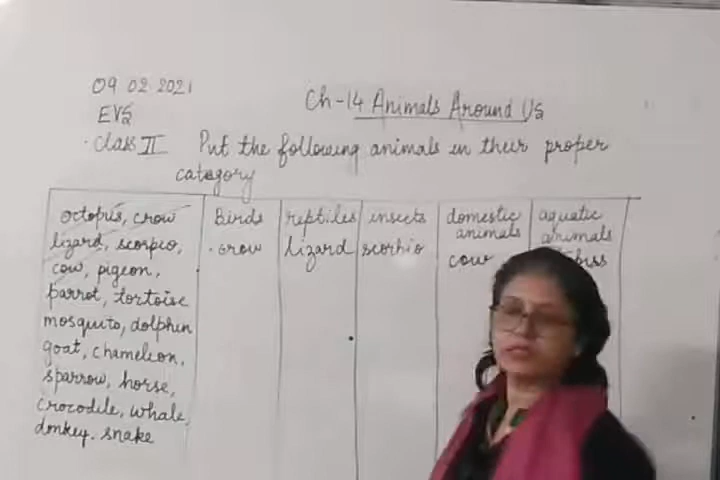 09 02 2021
EVS
Class II
Ch-14 Animals Around Us
Put the following animals in their proper
category
octopus, crow
lizard, scorpio,
cow, pigeon,
parrot, tortoise
mosquito, dolphin
goat, chameleon,
sparrow, horse,
crocodile, whale,
donkey. snake
birds
crow
reptiles
lizard
insects
scorpio
domestic
animals
cow
aquatic
animals